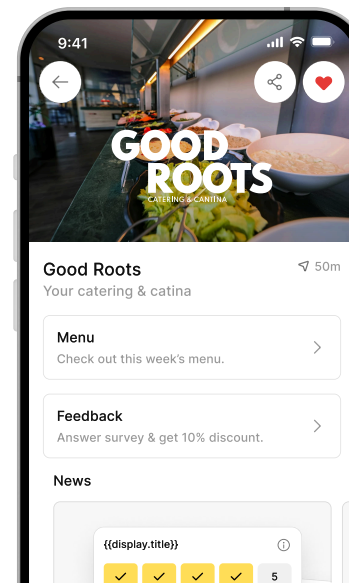 9:41
GOOD
ROOTS
CATERING & CANTINA
Good Roots
50m
Your catering & catina
Menu
Check out this week's menu.
Feedback
Answer survey & get 10% discount.
News
{{display.title}}
5